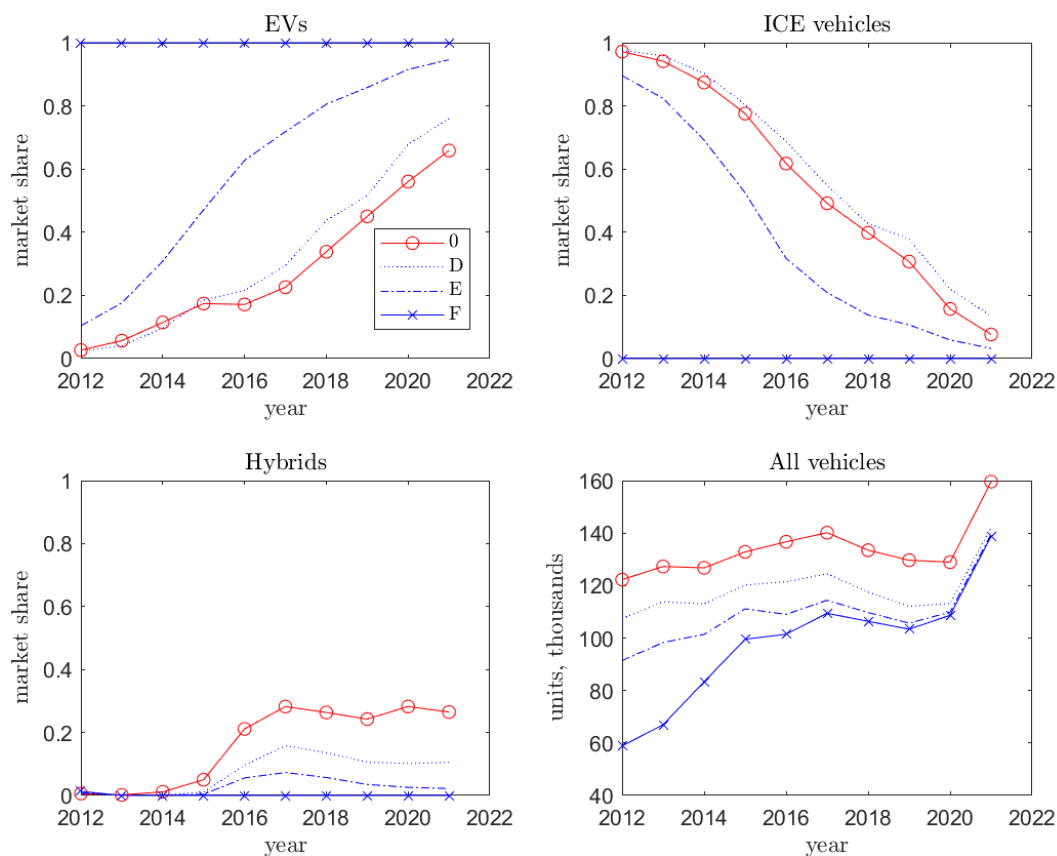 EVs
1
0.8
0.6
0.4
0.2
0
market share
0
D
E
F
2012 2014 2016 2018 2020 2022
year
ICE vehicles
1
0.8
0.6
0.4
0.2
0
market share
2012 2014 2016 2018 2020 2022
year
Hybrids
1
0.8
0.6
0.4
0.2
0
market share
2012 2014 2016 2018 2020 2022
year
All vehicles
160
140
120
100
80
60
40
units, thousands
2012 2014 2016 2018 2020 2022
year